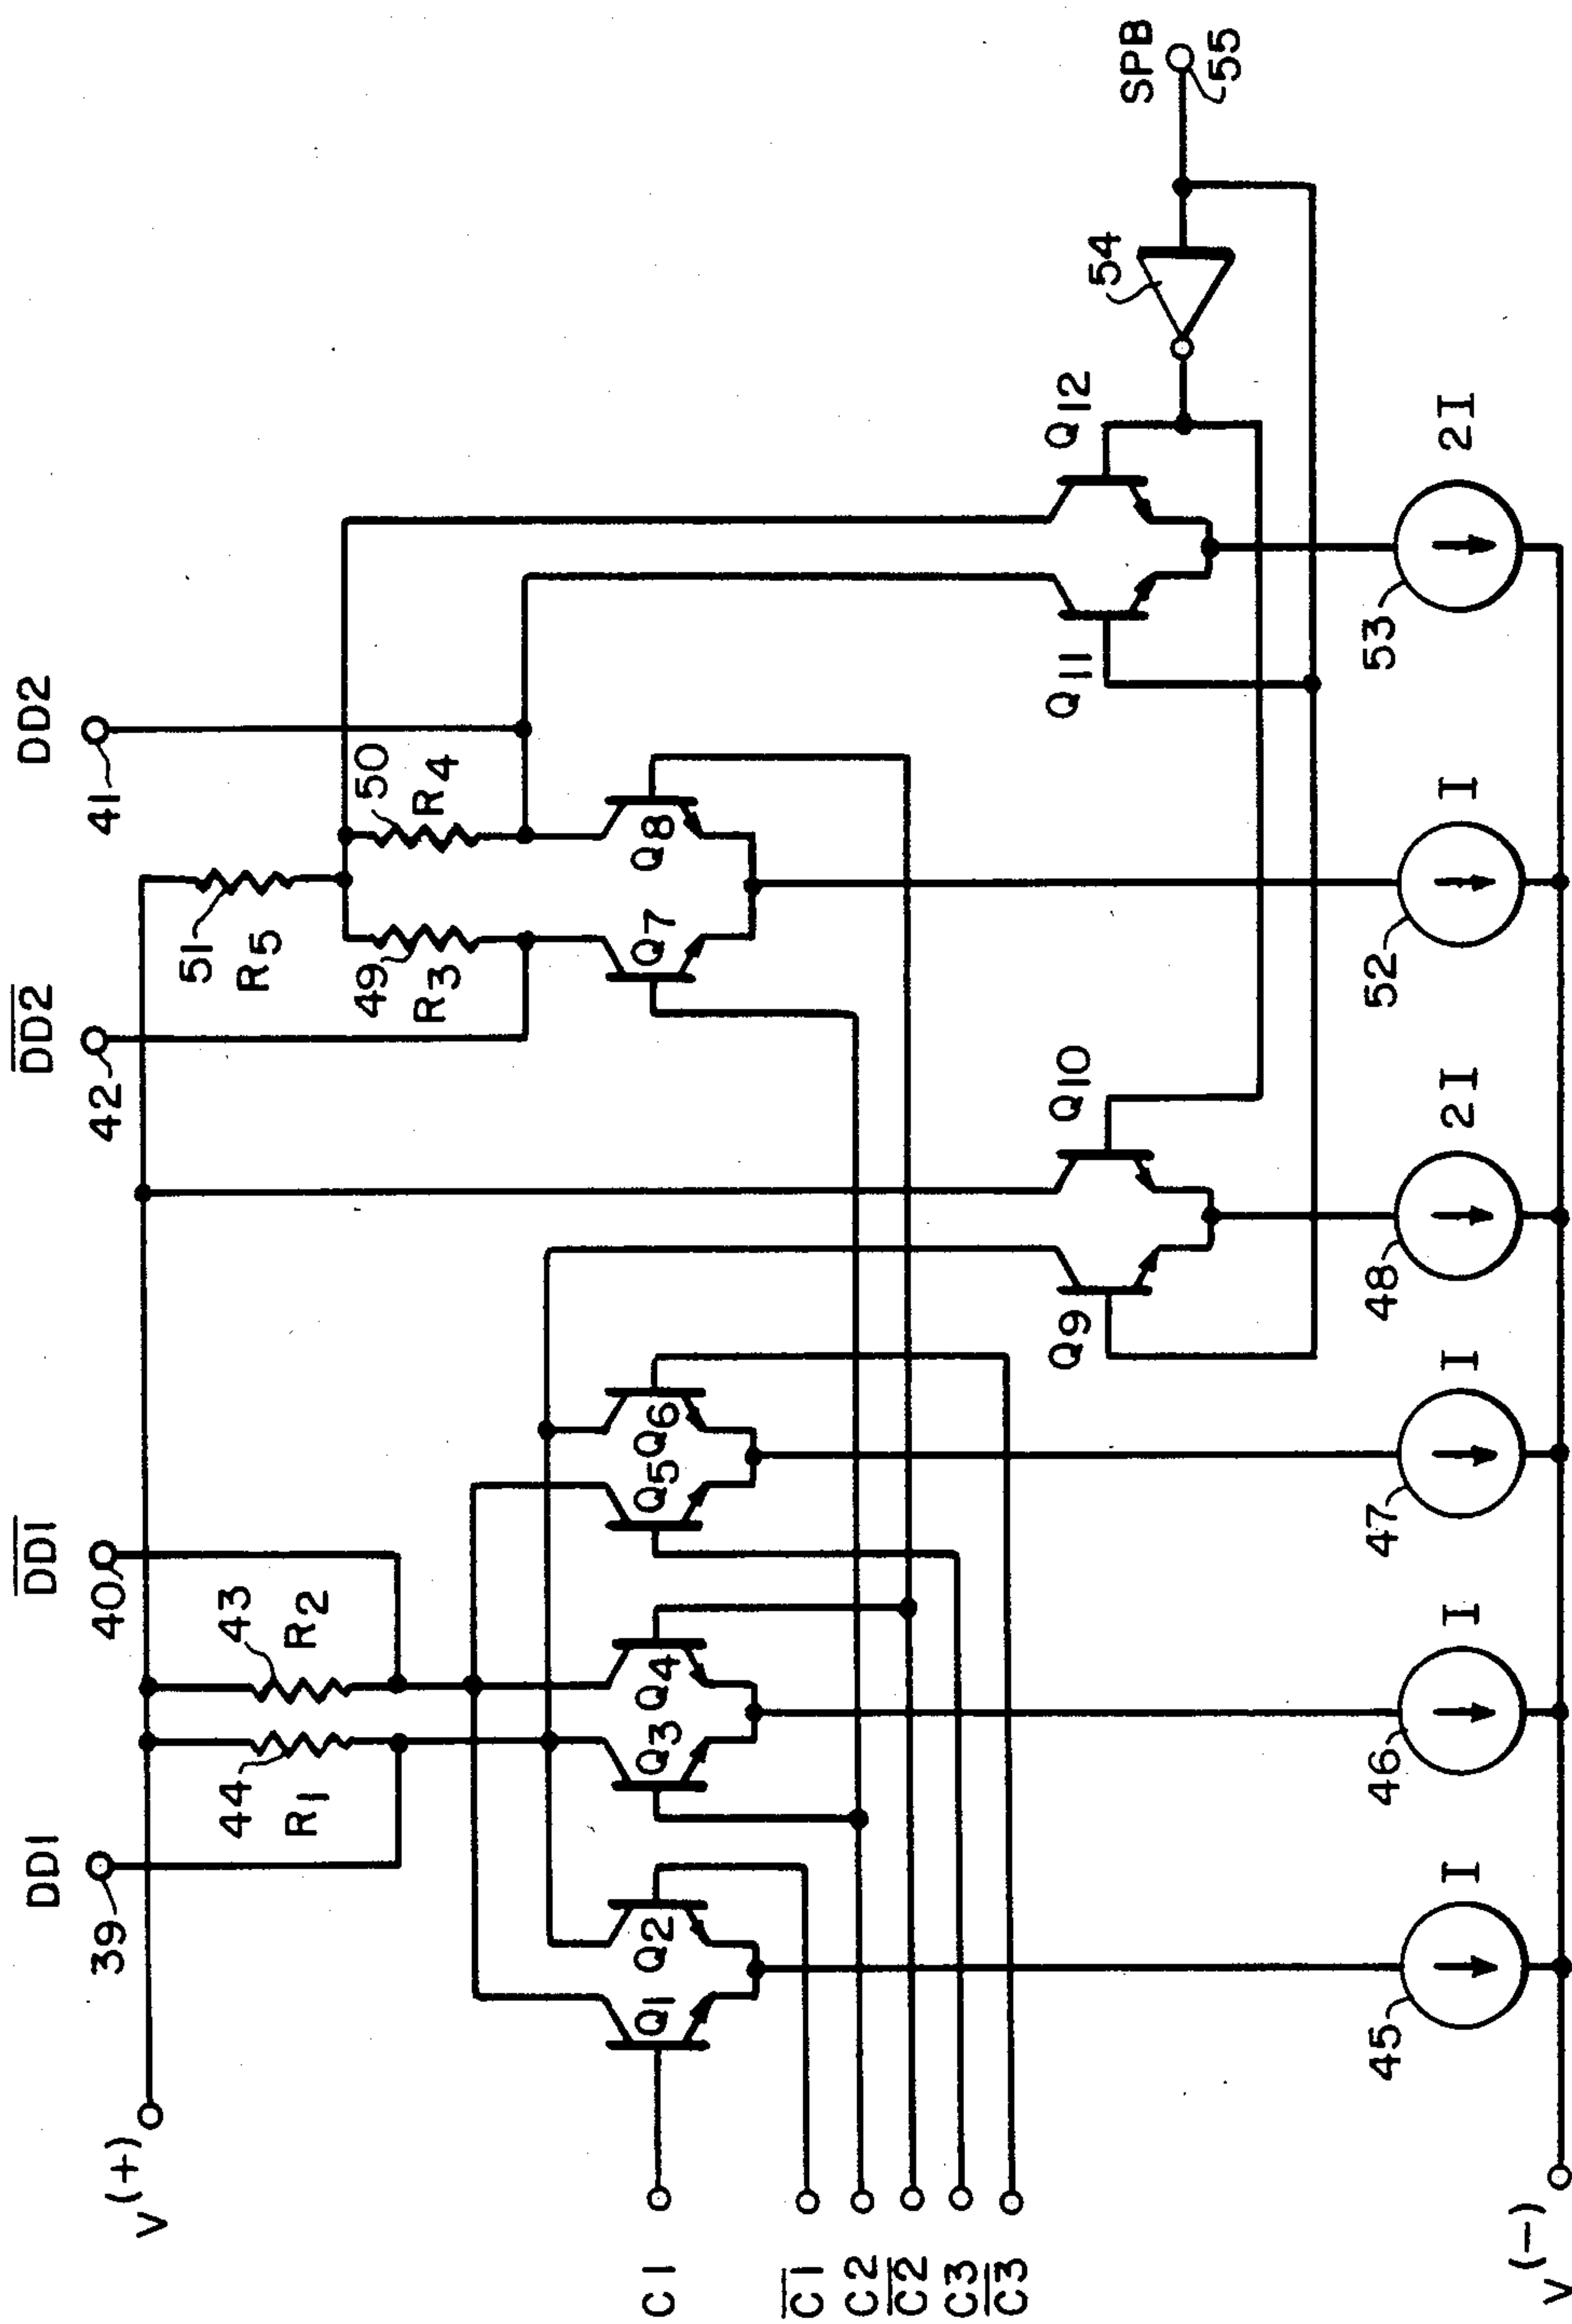 DD1
39
DD1
40
DD2
42
DD2
41
V (+)
44
R1
43
R2
51
R5
49
R3
50
R4
C1
Q1
Q2
Q3
Q4
Q5
Q6
Q7
Q8
C1
C2
C2
C3
C3
Q9
Q10
Q11
Q12
54
SPB
55
45
I
46
I
47
I
48
2I
52
I
53
2I
V (-)